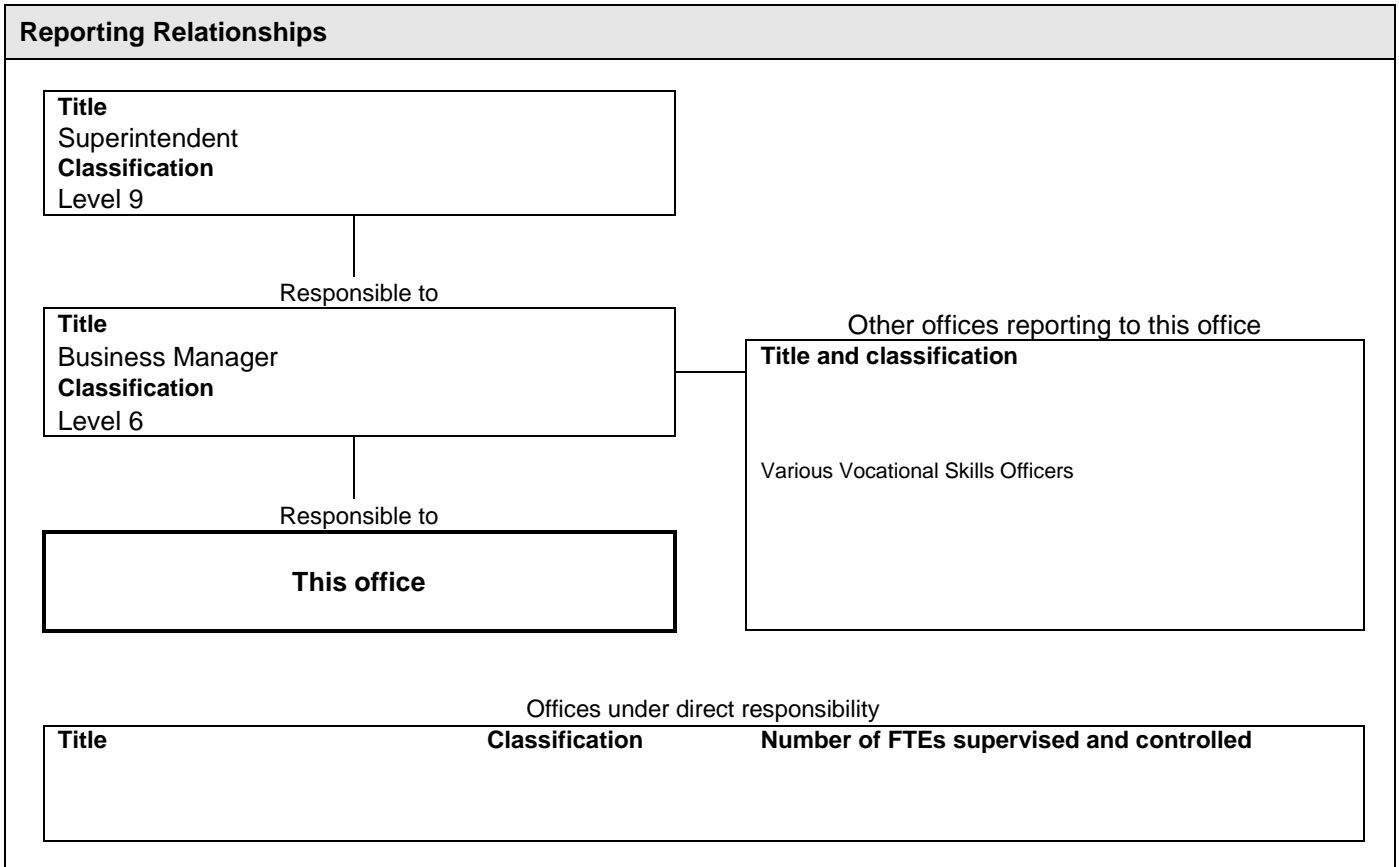 Reporting Relationships
Title
Superintendent
Classification
Level 9
Responsible to
Title
Business Manager
Classification
Level 6
Other offices reporting to this office
Title and classification
Various Vocational Skills Officers
Responsible to
This office
Offices under direct responsibility
Title Classification Number of FTEs supervised and controlled